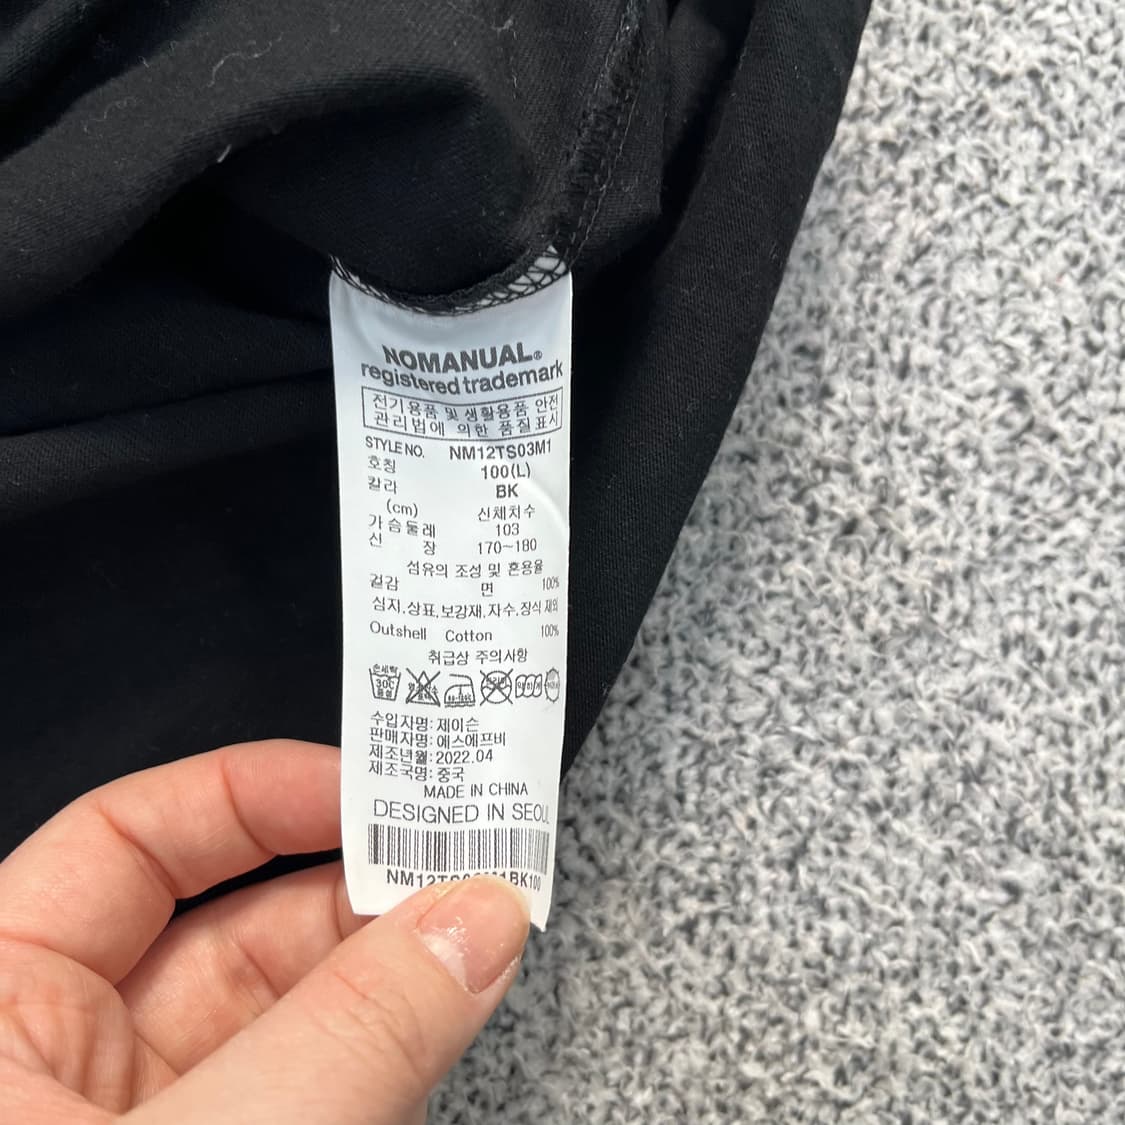 NOMANUAL®
registered trademark
전기용품 및 생활용품 안전
관리법에 의한 품질표시
STYLE NO. NM12TS03M1
호칭 100(L)
칼라 BK
(cm) 신체치수
가슴둘레 103
신장 170~180
섬유의 조성 및 혼용율
겉감 면 100%
심지,상표,보강재,자수,장식 제외
Outshell Cotton 100%
취급상 주의사항
손세탁
30℃
중성
수입자명: 제이슨
판매자명: 에스에프비
제조년월: 2022.04
제조국명: 중국
MADE IN CHINA
DESIGNED IN SEOUL